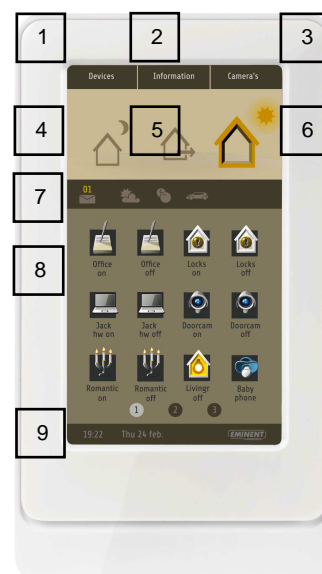 1 2 3
Devices Information Camera's
4 5 6
01
7
Office Office Locks Locks
on off on off
8
Jack Jack Doorcam Doorcam
hw on hw off on off
Romantic Romantic Livingr Baby
on off off phone
1 2 3
9
19:22 Thu 24 feb. EMINENT